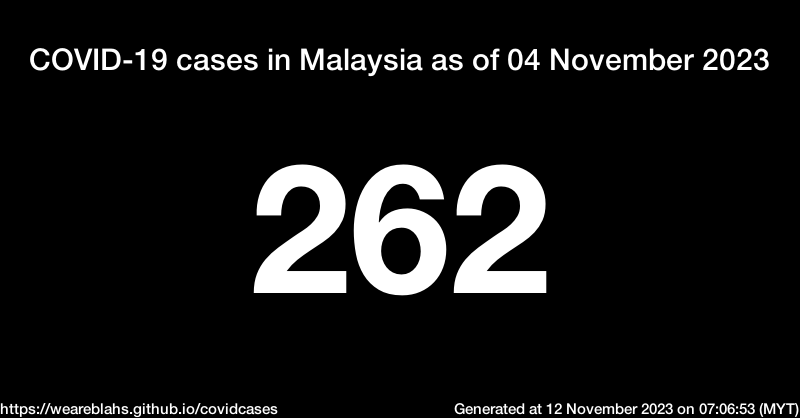 COVID-19 cases in Malaysia as of 04 November 2023
262
https://weareblahs.github.io/covidcases
Generated at 12 November 2023 on 07:06:53 (MYT)